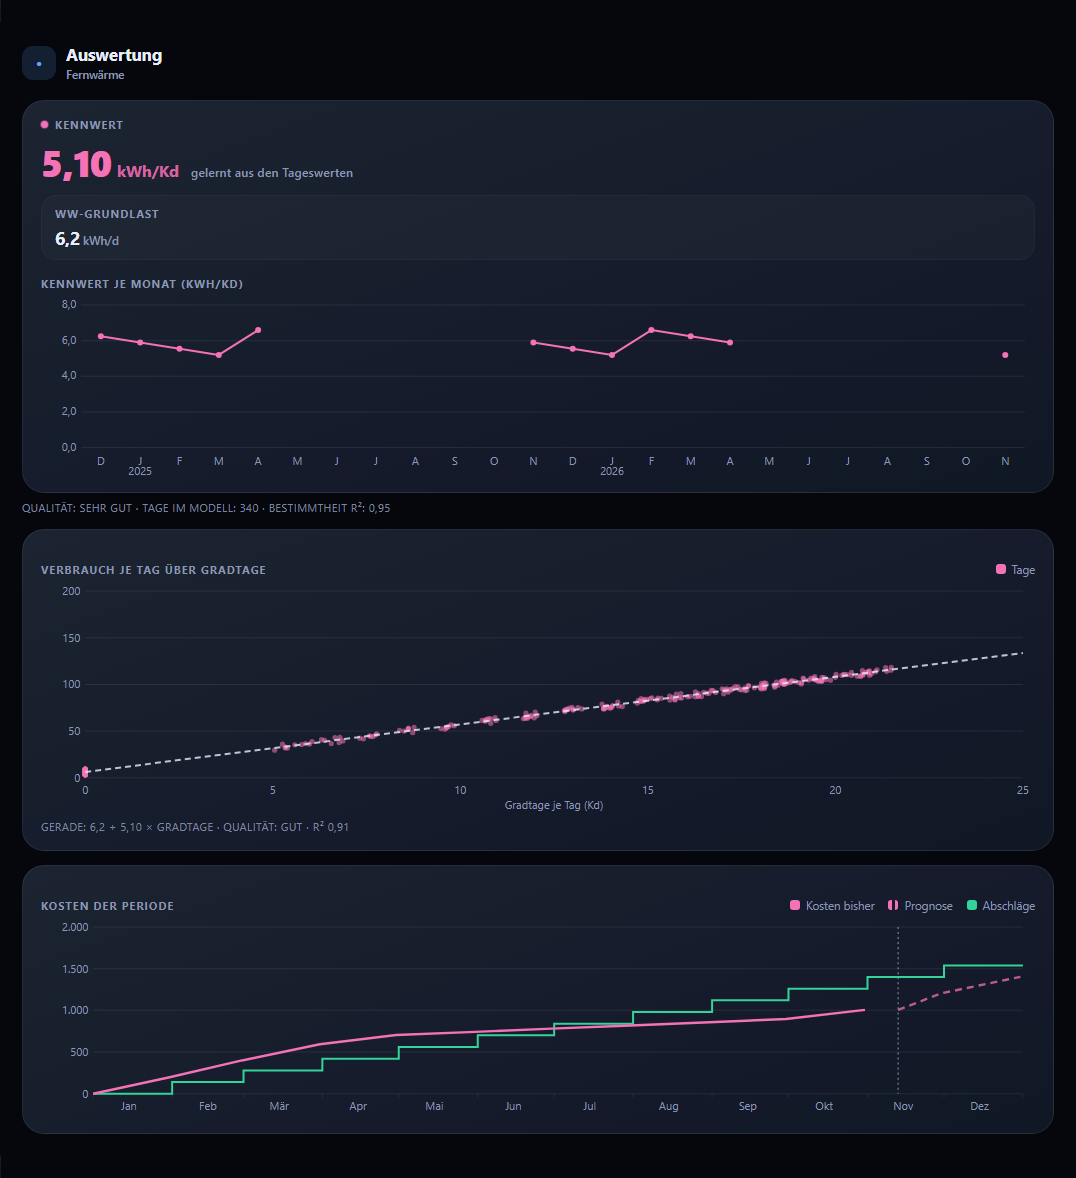 Auswertung
Fernwärme
KENNWERT
5,10 kWh/Kd gelernt aus den Tageswerten
WW-GRUNDLAST
6,2 kWh/d
KENNWERT JE MONAT (KWH/KD)
8,0
6,0
4,0
2,0
0,0
D J F M A M J J A S O N D J F M A M J J A S O N
2025 2026
QUALITÄT: SEHR GUT · TAGE IM MODELL: 340 · BESTIMMTHEIT R²: 0,95
VERBRAUCH JE TAG ÜBER GRADTAGE Tage
200
150
100
50
0
0 5 10 15 20 25
Gradtage je Tag (Kd)
GERADE: 6,2 + 5,10 × GRADTAGE · QUALITÄT: GUT · R² 0,91
KOSTEN DER PERIODE Kosten bisher Prognose Abschläge
2.000
1.500
1.000
500
0
Jan Feb Mär Apr Mai Jun Jul Aug Sep Okt Nov Dez